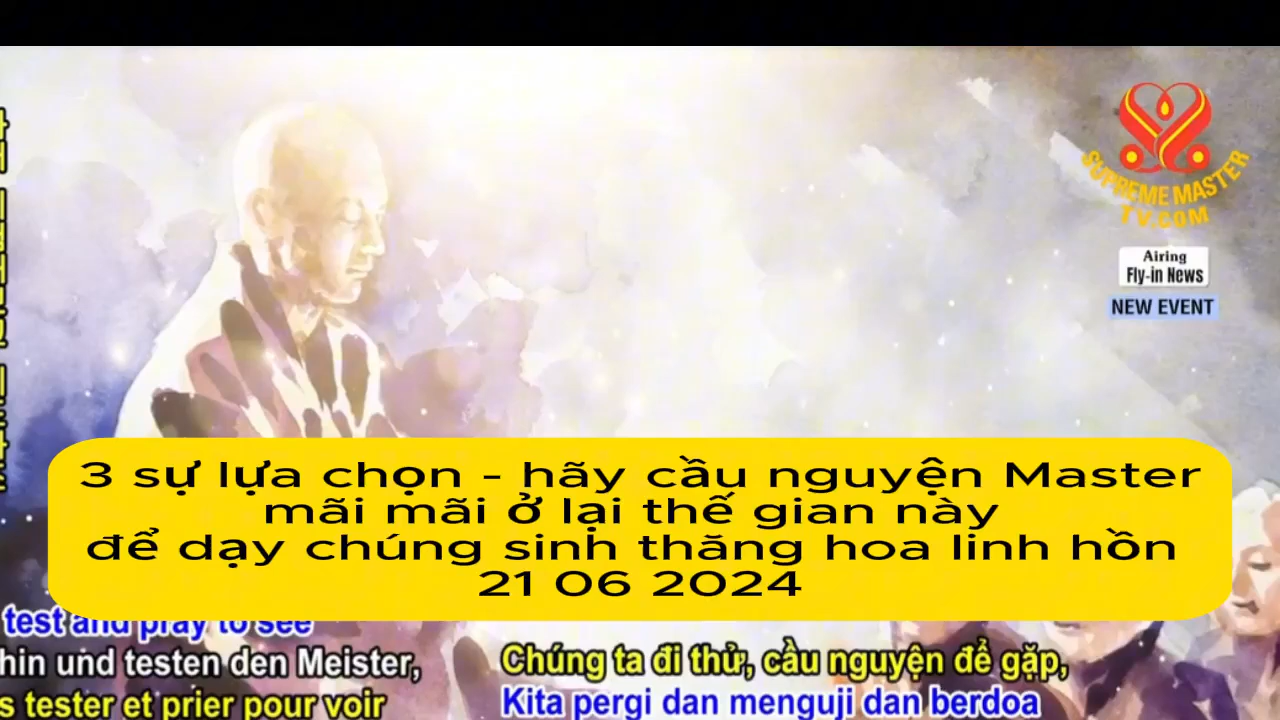 SUPREME MASTER
TV.COM
Airing
Fly-in News
NEW EVENT
3 sự lựa chọn - hãy cầu nguyện Master
mãi mãi ở lại thế gian này
để dạy chúng sinh thăng hoa linh hồn
21 06 2024
test and pray to see
hin und testen den Meister,
s tester et prier pour voir
Chúng ta đi thử, cầu nguyện để gặp,
Kita pergi dan menguji dan berdoa